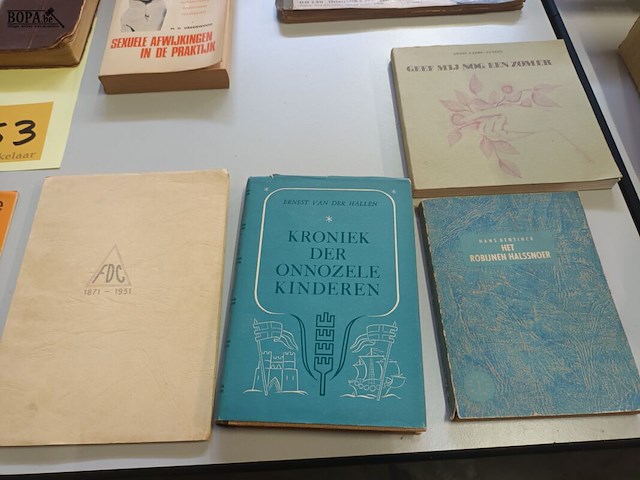 BOPA.be
SEXUELE AFWIJKINGEN
IN DE PRAKTIJK
53
kelaar
e
GEEF MIJ NOG EEN ZOMER
FDC
1871 - 1951
ERNEST VAN DER HALLEN
*
KRONIEK
DER
ONNOZELE
KINDEREN
HET
ROBIJNEN HALSSNOER